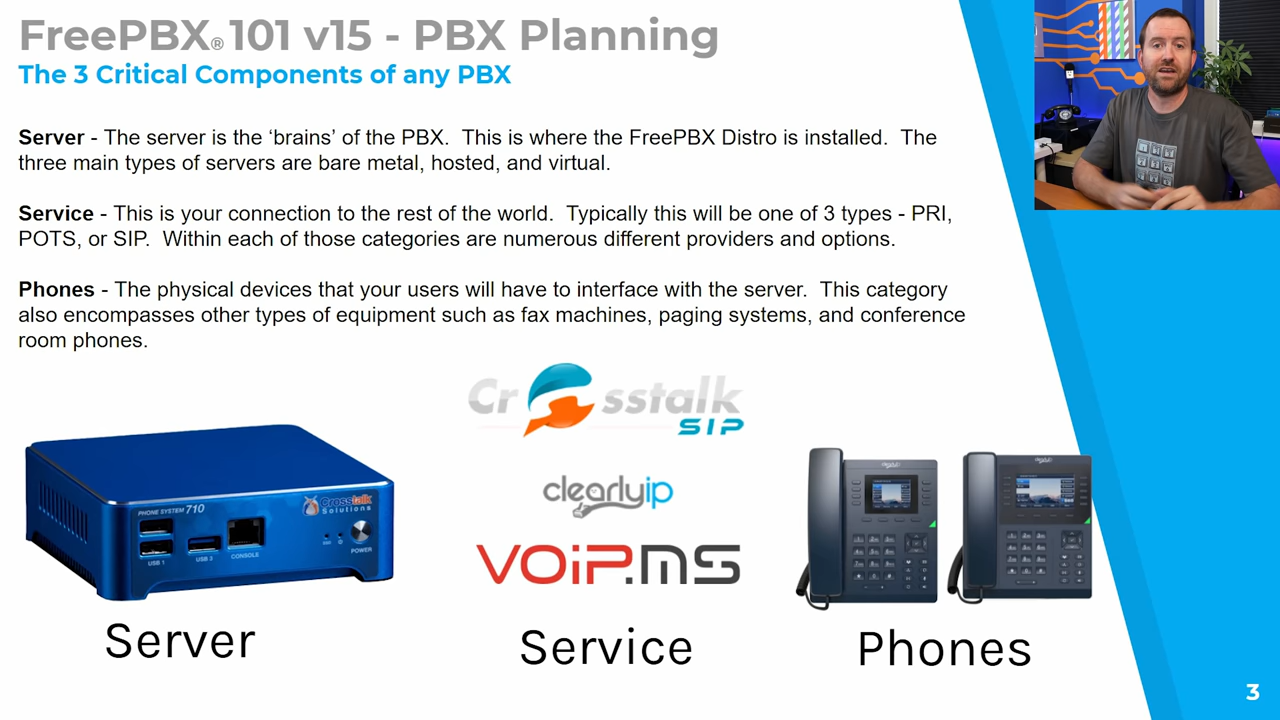 FreePBX® 101 v15 - PBX Planning
The 3 Critical Components of any PBX
Server - The server is the ‘brains’ of the PBX.  This is where the FreePBX Distro is installed.  The
three main types of servers are bare metal, hosted, and virtual.
Service - This is your connection to the rest of the world.  Typically this will be one of 3 types - PRI,
POTS, or SIP.  Within each of those categories are numerous different providers and options.
Phones - The physical devices that your users will have to interface with the server.  This category
also encompasses other types of equipment such as fax machines, paging systems, and conference
room phones.
Crosstalk
SIP
clearlyip
VOIP.MS
PHONE SYSTEM 710
Crosstalk
Solutions
USB 1
USB 3
CONSOLE
POWER
clearlyip
clearlyip
Server
Service
Phones
3